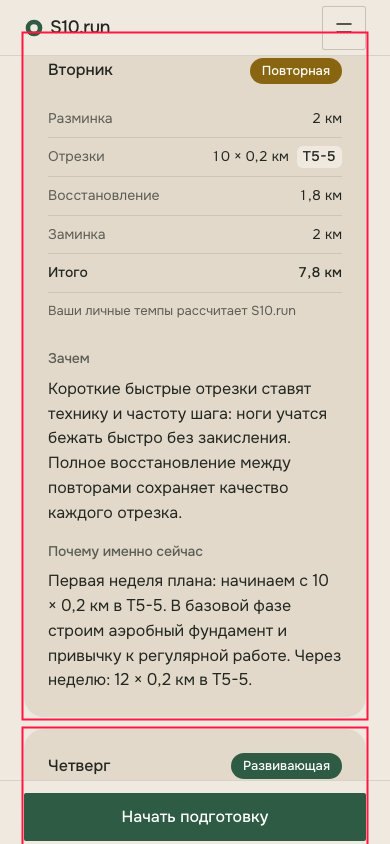 S10.run
Вторник
Повторная
Разминка 2 км
Отрезки 10 × 0,2 км T5-5
Восстановление 1,8 км
Заминка 2 км
Итого 7,8 км
Ваши личные темпы рассчитает S10.run
Зачем
Короткие быстрые отрезки ставят
технику и частоту шага: ноги учатся
бежать быстро без закисления.
Полное восстановление между
повторами сохраняет качество
каждого отрезка.
Почему именно сейчас
Первая неделя плана: начинаем с 10
× 0,2 км в T5-5. В базовой фазе
строим аэробный фундамент и
привычку к регулярной работе. Через
неделю: 12 × 0,2 км в T5-5.
Четверг
Развивающая
Начать подготовку